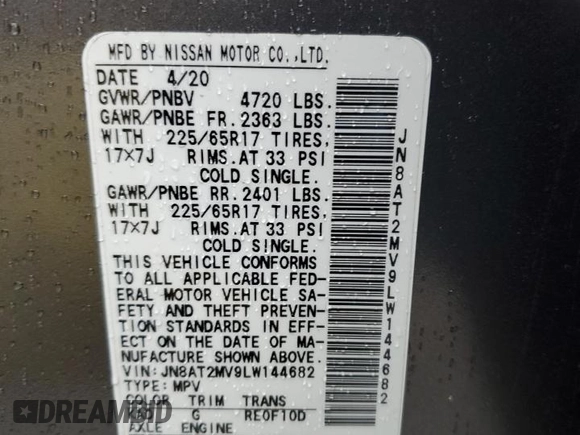 MFD BY NISSAN MOTOR CO.,LTD.
DATE 4/20
GVWR/PNBV 4720 LBS.
GAWR/PNBE FR. 2363 LBS.
WITH 225/65R17 TIRES,
17×7J RIMS.AT 33 PSI
COLD SINGLE.
GAWR/PNBE RR. 2401 LBS.
WITH 225/65R17 TIRES,
17×7J RIMS.AT 33 PSI
COLD SINGLE.
THIS VEHICLE CONFORMS
TO ALL APPLICABLE FED-
ERAL MOTOR VEHICLE SA-
FETY AND THEFT PREVEN-
TION STANDARDS IN EFF-
ECT ON THE DATE OF MA-
NUFACTURE SHOWN ABOVE.
VIN: JN8AT2MV9LW144682
TYPE: MPV
COLOR TRIM TRANS
G RE0F10D
AXLE ENGINE
JN8AT2MV9LW144682
DREAMBID